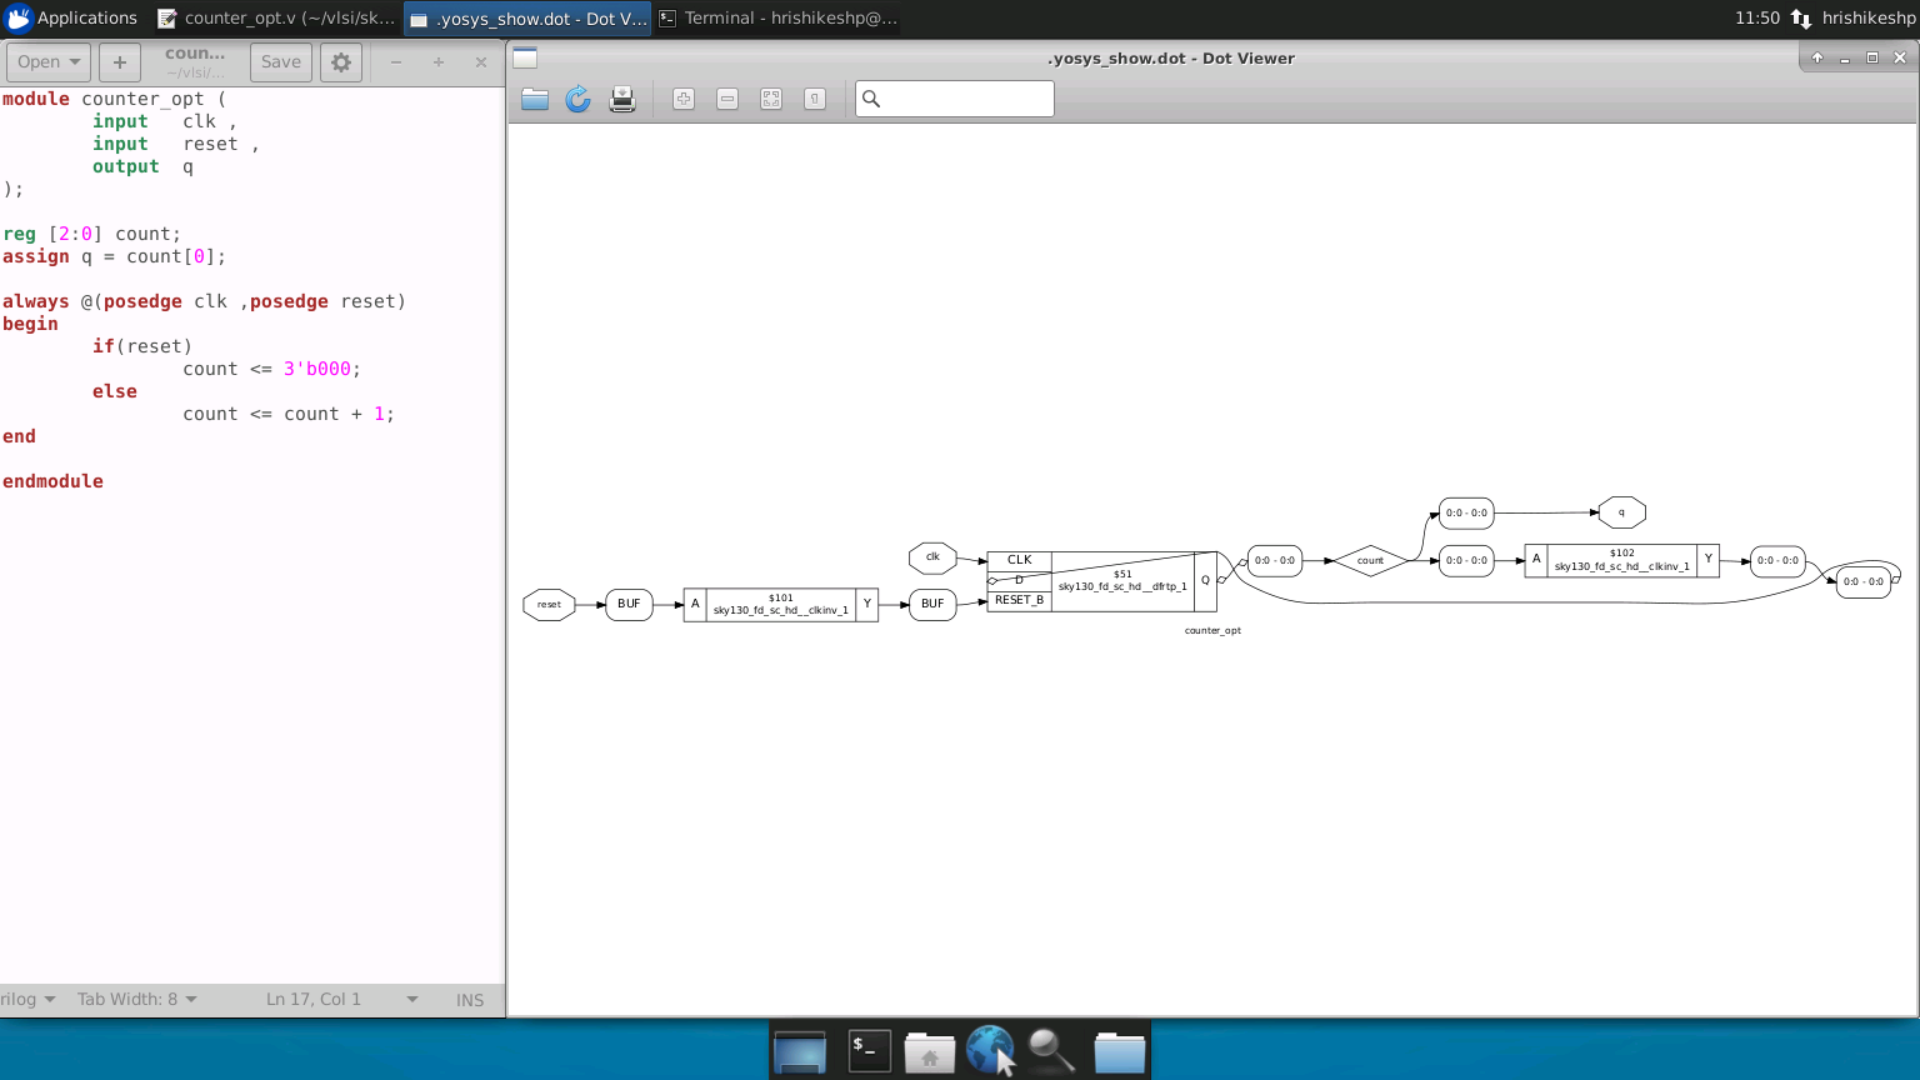 Applications
counter_opt.v (~/vlsi/sk...
.yosys_show.dot - Dot V...
Terminal - hrishikeshp@...
11:50
hrishikeshp
Open
+
coun...
~/vlsi/...
Save
.yosys_show.dot - Dot Viewer
module counter_opt (
input clk ,
input reset ,
output q
);
reg [2:0] count;
assign q = count[0];
always @(posedge clk ,posedge reset)
begin
if(reset)
count <= 3'b000;
else
count <= count + 1;
end
endmodule
reset
BUF
A
$101
sky130_fd_sc_hd__clkinv_1
Y
BUF
clk
CLK
D
RESET_B
$51
sky130_fd_sc_hd__dfrtp_1
Q
counter_opt
0:0 - 0:0
count
0:0 - 0:0
q
0:0 - 0:0
A
$102
sky130_fd_sc_hd__clkinv_1
Y
0:0 - 0:0
0:0 - 0:0
rilog
Tab Width: 8
Ln 17, Col 1
INS
$_